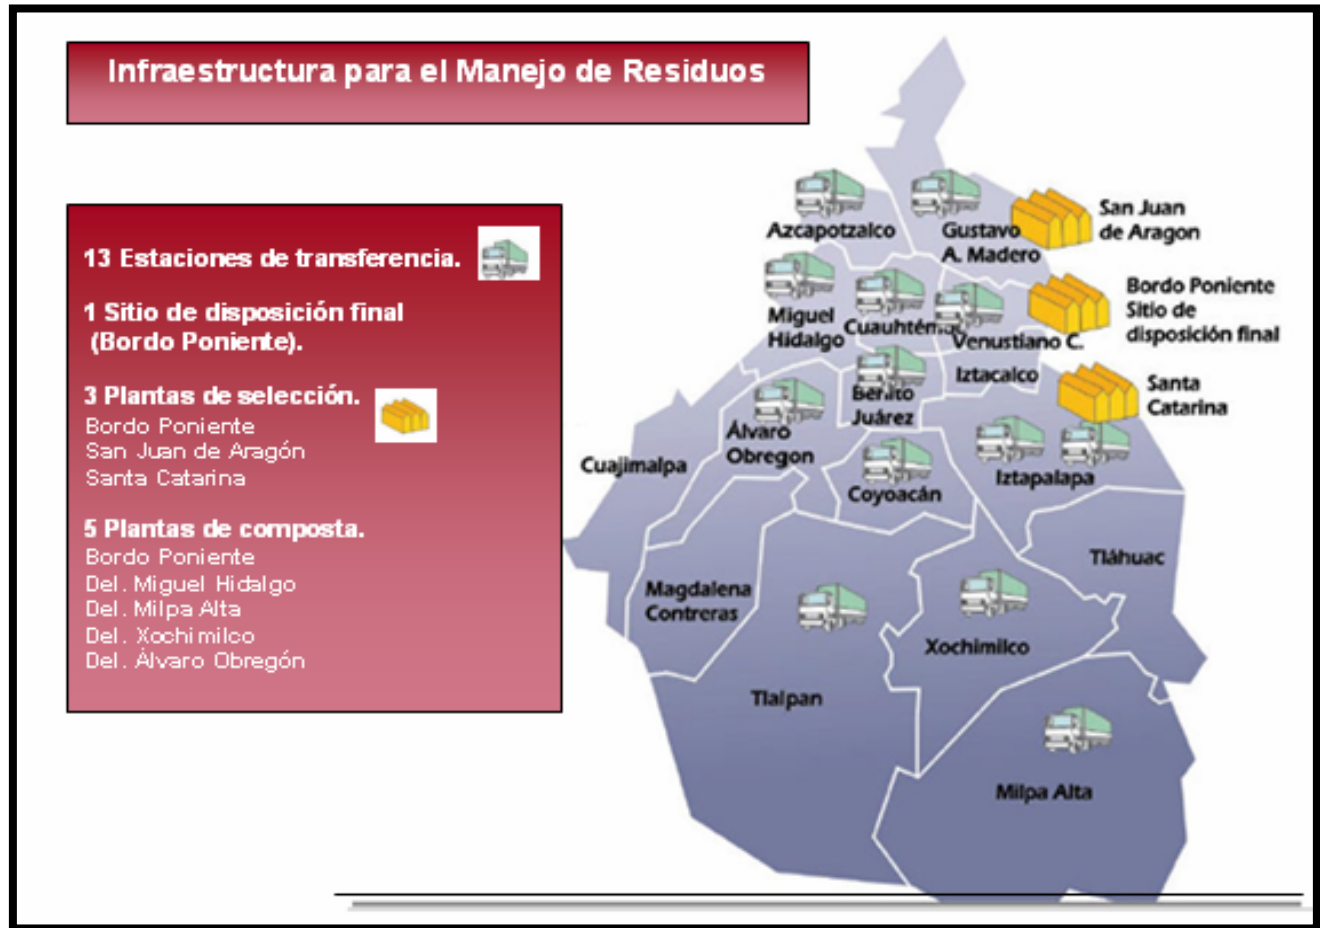 Infraestructura para el Manejo de Residuos
13 Estaciones de transferencia.
1 Sitio de disposición final
(Bordo Poniente).
3 Plantas de selección.
Bordo Poniente
San Juan de Aragón
Santa Catarina
5 Plantas de composta.
Bordo Poniente
Del. Miguel Hidalgo
Del. Milpa Alta
Del. Xochimilco
Del. Álvaro Obregón
Azcapotzalco
Gustavo
A. Madero
San Juan
de Aragon
Miguel
Hidalgo
Venustiano C.
Bordo Poniente
Sitio de
disposición final
Benito
Juárez
Iztacalco
Santa
Catarina
Álvaro
Obregon
Cuajimalpa
Coyoacán
Iztapalapa
Tláhuac
Magdalena
Contreras
Xochimilco
Tlalpan
Milpa Alta